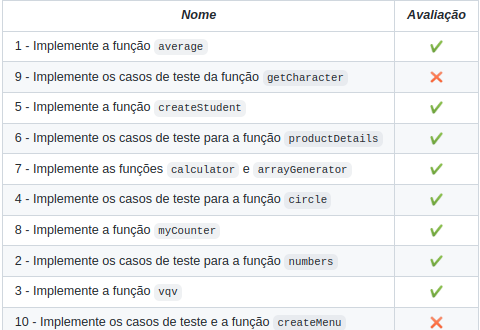 Nome Avaliação
1 - Implemente a função average ✔
9 - Implemente os casos de teste da função getCharacter ❌
5 - Implemente a função createStudent ✔
6 - Implemente os casos de teste para a função productDetails ✔
7 - Implemente as funções calculator e arrayGenerator ✔
4 - Implemente os casos de teste para a função circle ✔
8 - Implemente a função myCounter ✔
2 - Implemente os casos de teste para a função numbers ✔
3 - Implemente a função vqv ✔
10 - Implemente os casos de teste e a função createMenu ❌